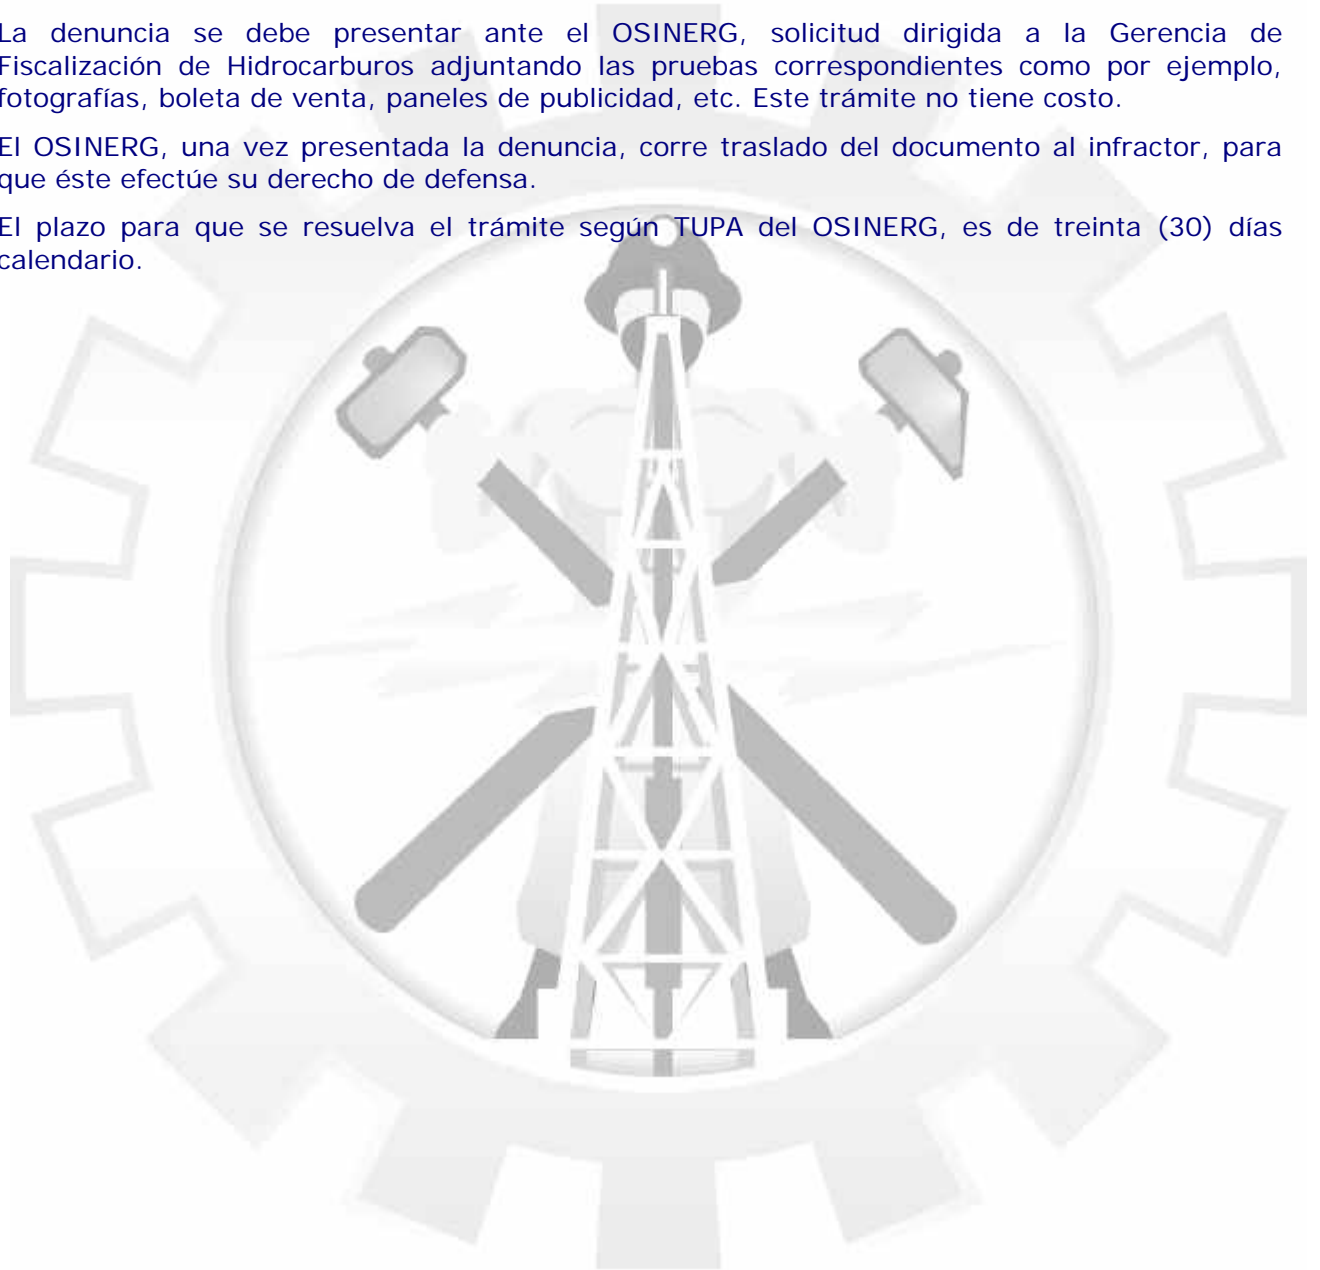 La denuncia se debe presentar ante el OSINERG, solicitud dirigida a la Gerencia de
Fiscalización de Hidrocarburos adjuntando las pruebas correspondientes como por ejemplo,
fotografías, boleta de venta, paneles de publicidad, etc. Este trámite no tiene costo.
El OSINERG, una vez presentada la denuncia, corre traslado del documento al infractor, para
que éste efectúe su derecho de defensa.
El plazo para que se resuelva el trámite según TUPA del OSINERG, es de treinta (30) días
calendario.